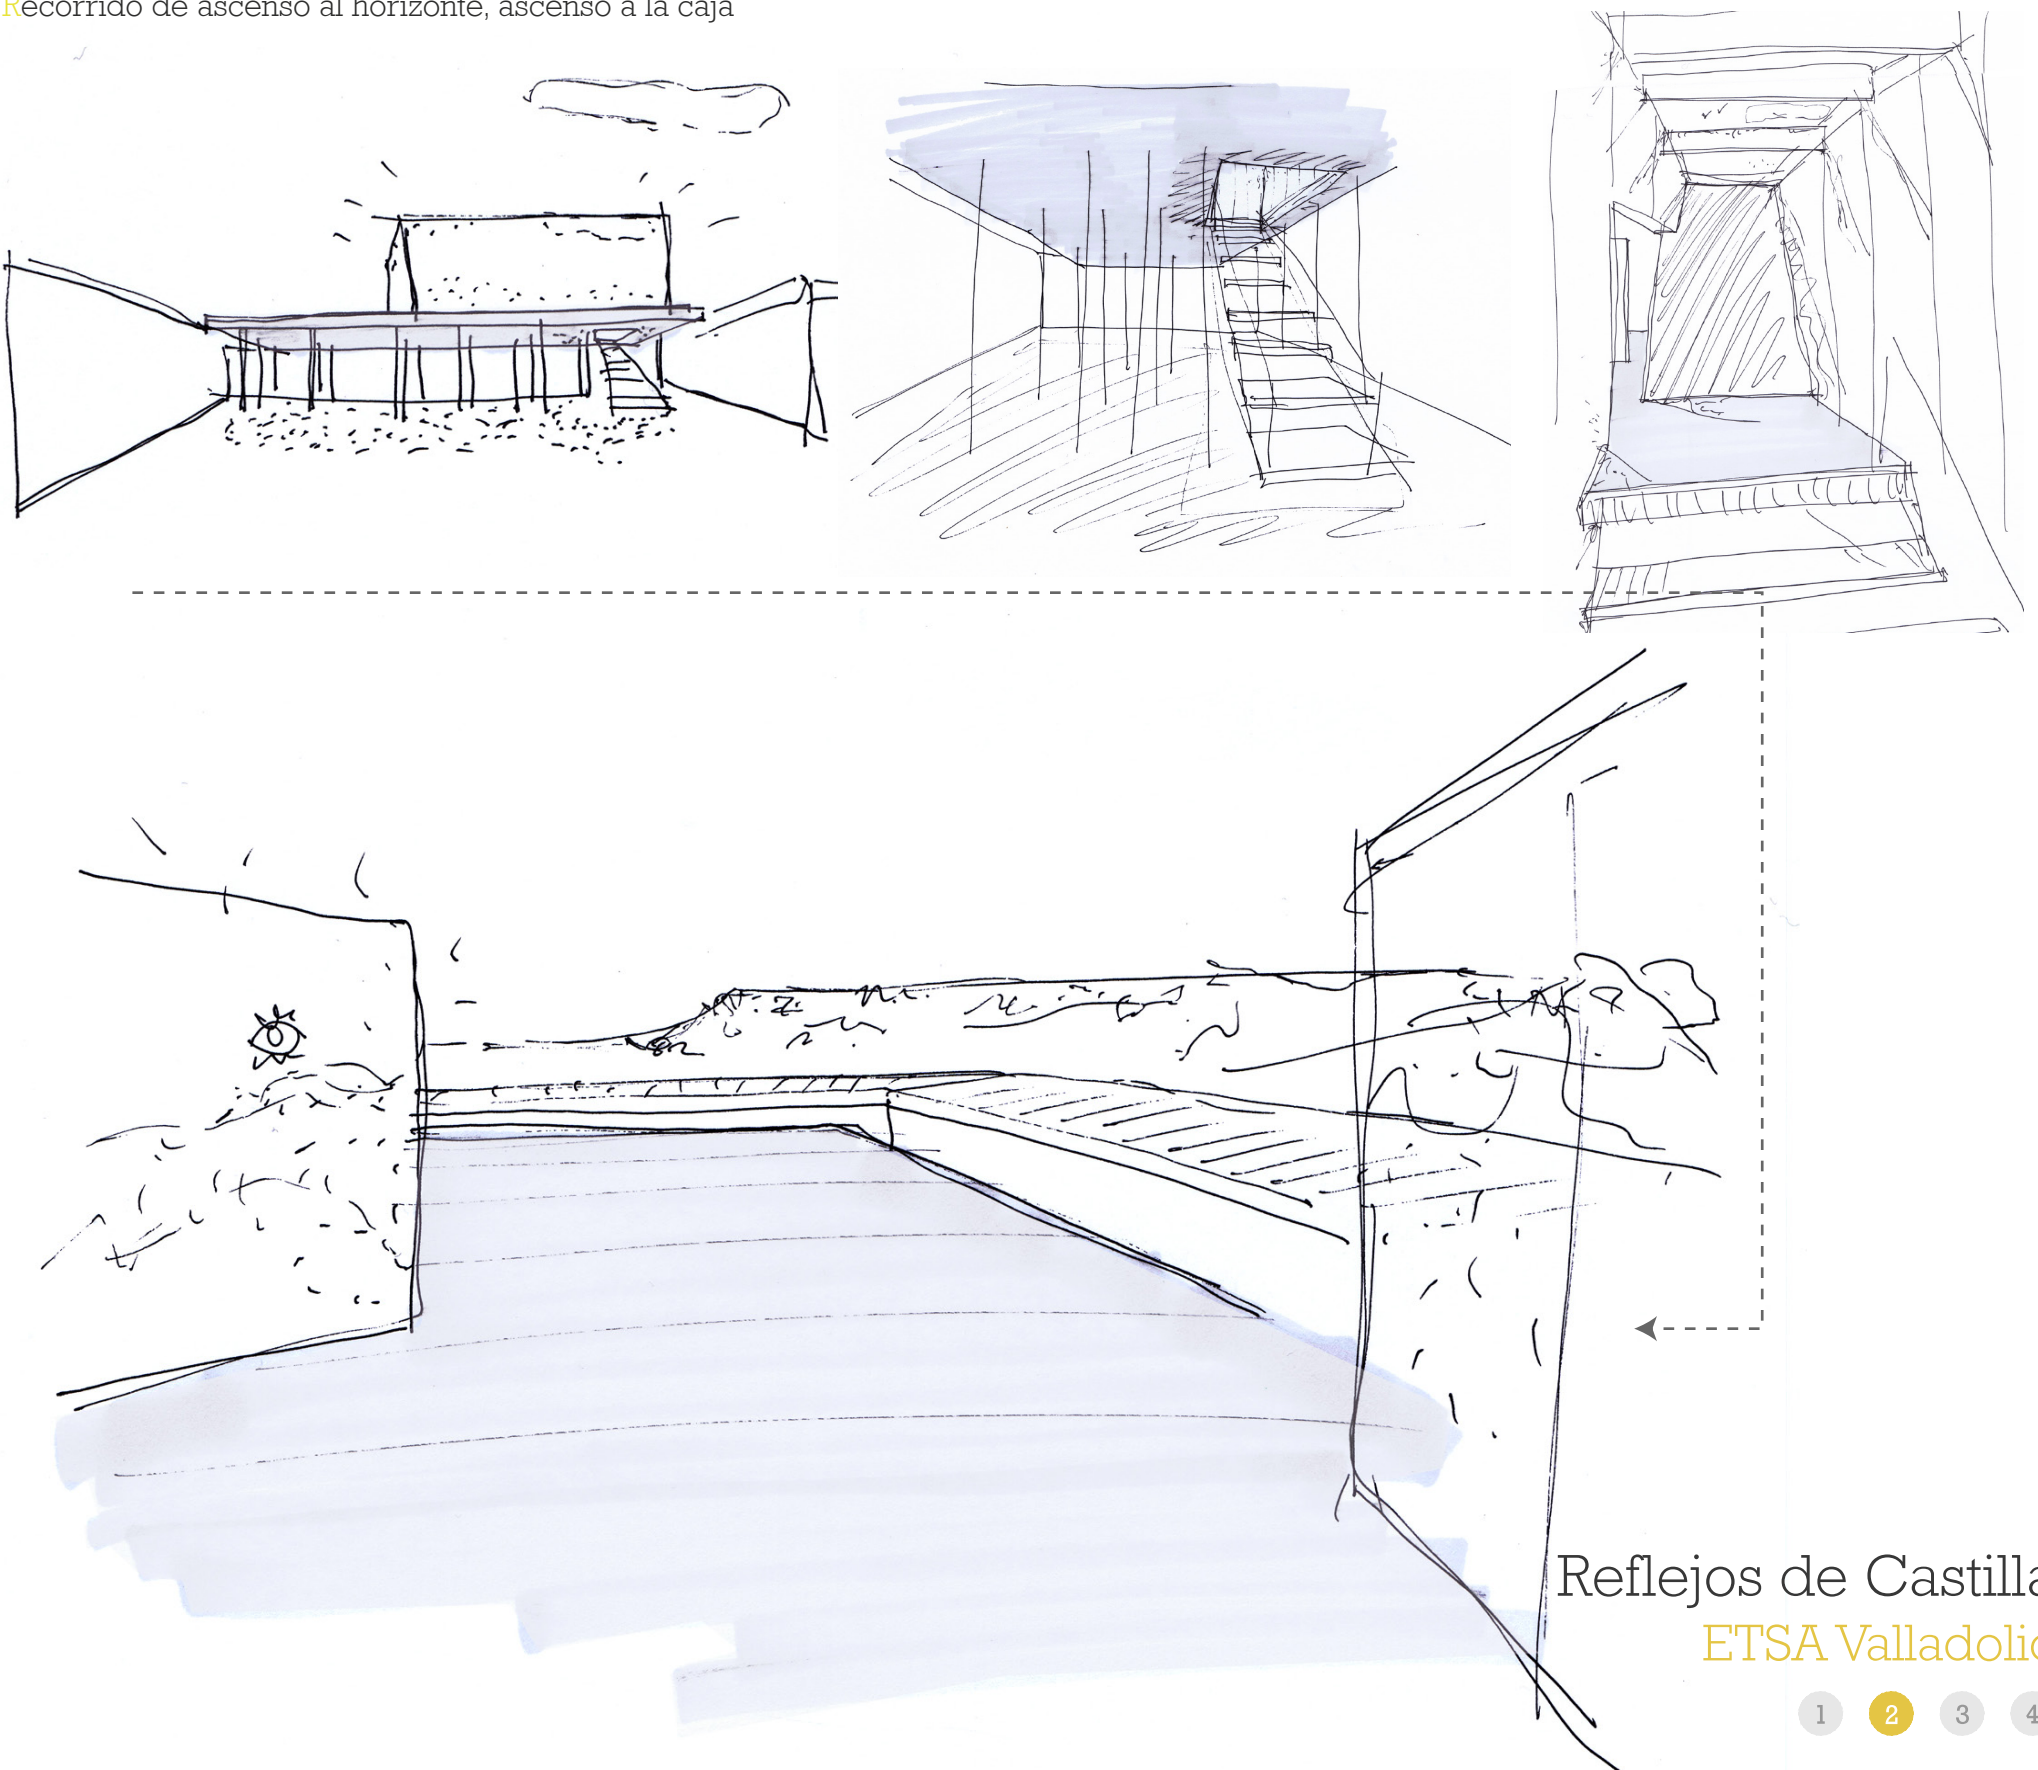 Recorrido de ascenso al horizonte, ascenso a la caja
Reflejos de Castilla
ETSA Valladolid
1 2 3 4